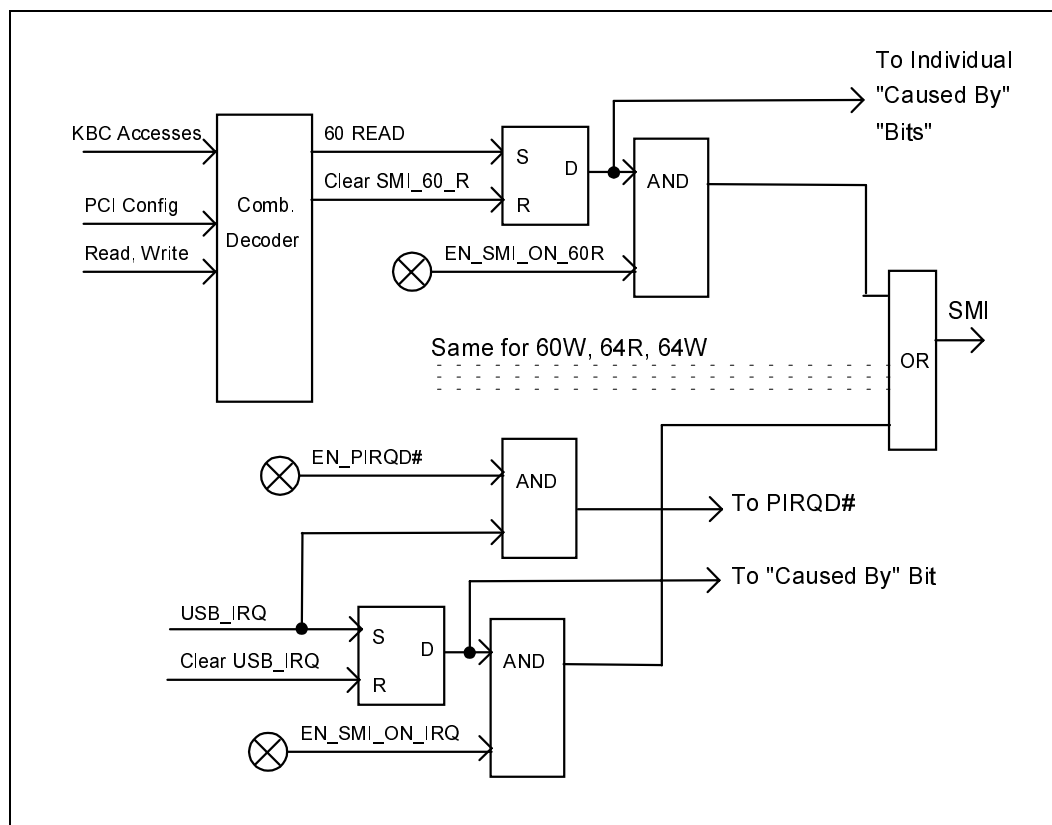 To Individual
"Caused By"
"Bits"
KBC Accesses
60 READ
S
D
AND
Clear SMI_60_R
R
PCI Config
Comb.
Decoder
Read, Write
EN_SMI_ON_60R
SMI
Same for 60W, 64R, 64W
OR
EN_PIRQD#
AND
To PIRQD#
To "Caused By" Bit
USB_IRQ
S
D
AND
Clear USB_IRQ
R
EN_SMI_ON_IRQ